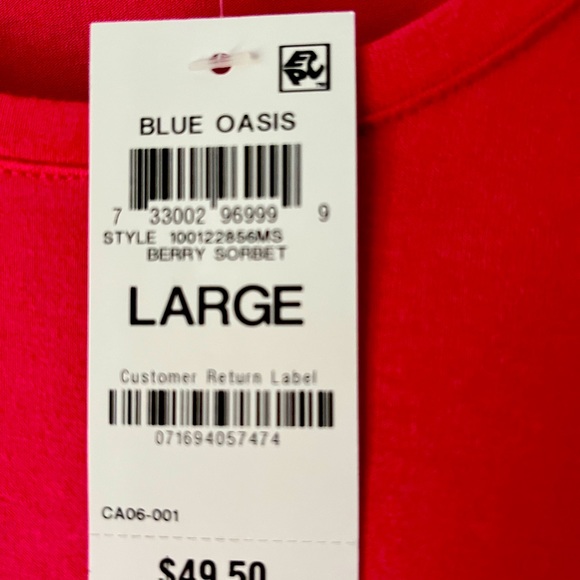 EPC
BLUE OASIS
7 33002 96999 9
STYLE 100122856MS
BERRY SORBET
LARGE
Customer Return Label
071694057474
CA06-001
$49.50